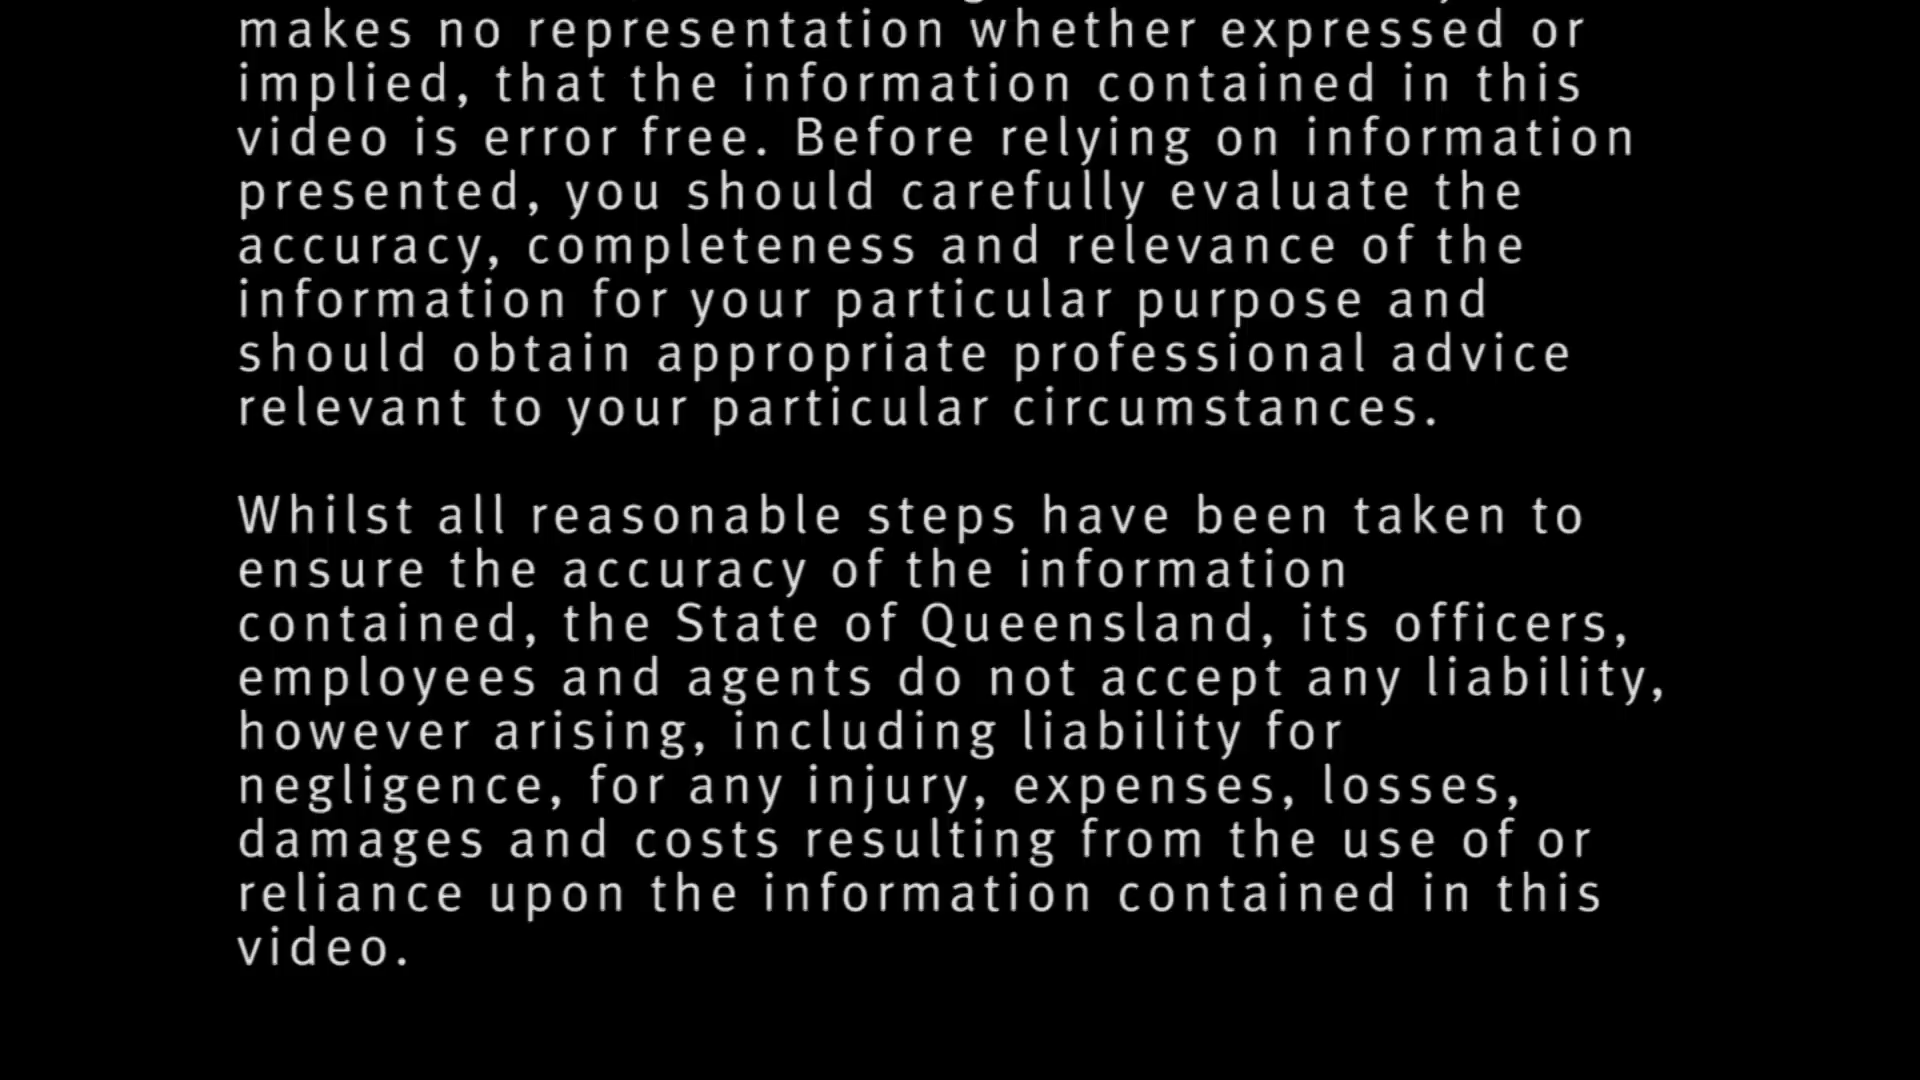 makes no representation whether expressed or
implied, that the information contained in this
video is error free. Before relying on information
presented, you should carefully evaluate the
accuracy, completeness and relevance of the
information for your particular purpose and
should obtain appropriate professional advice
relevant to your particular circumstances.
Whilst all reasonable steps have been taken to
ensure the accuracy of the information
contained, the State of Queensland, its officers,
employees and agents do not accept any liability,
however arising, including liability for
negligence, for any injury, expenses, losses,
damages and costs resulting from the use of or
reliance upon the information contained in this
video.